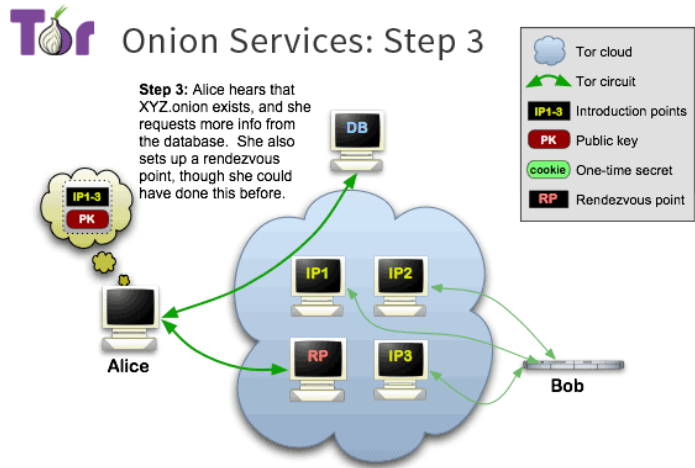 Tor
Onion Services: Step 3
Step 3: Alice hears that
XYZ.onion exists, and she
requests more info from
the database. She also
sets up a rendezvous
point, though she could
have done this before.
Tor cloud
Tor circuit
IP1-3 Introduction points
PK Public key
cookie One-time secret
RP Rendezvous point
DB
IP1-3
PK
IP1 IP2
Alice
RP IP3
Bob